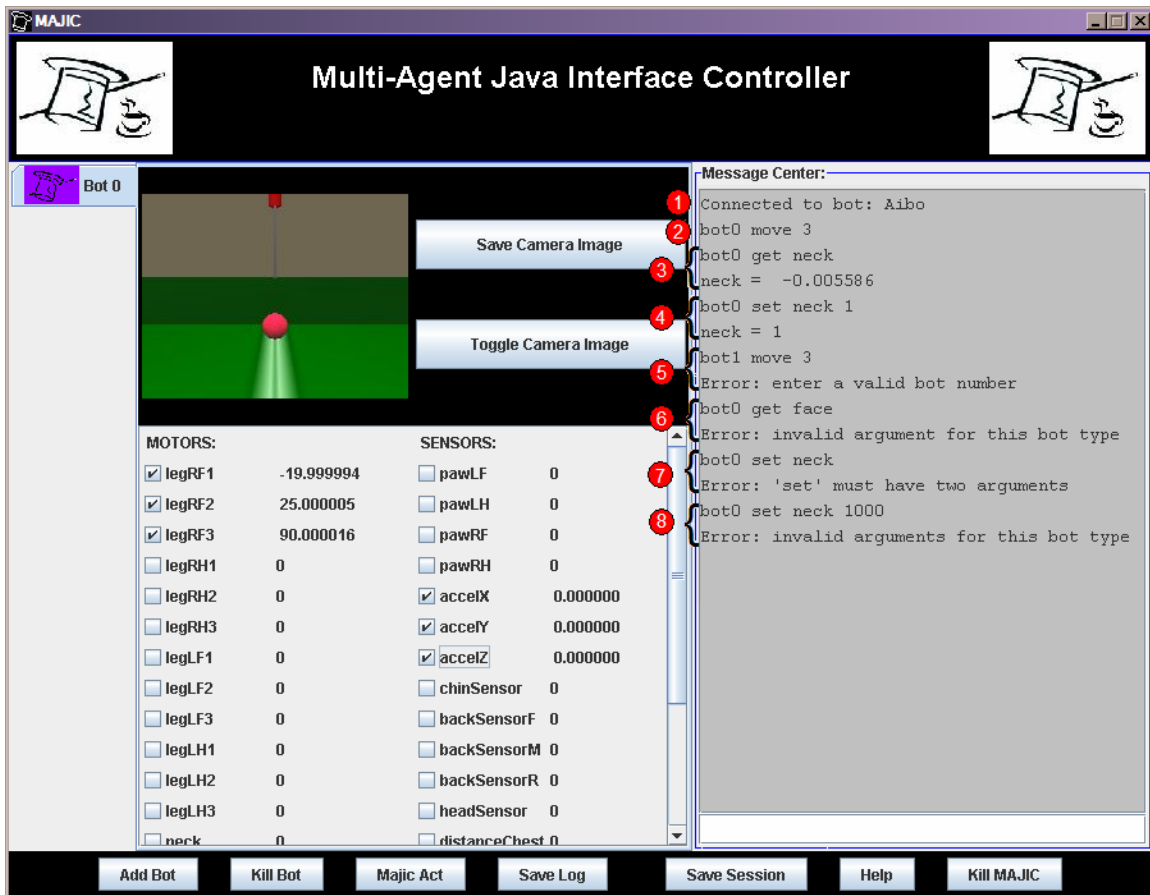 MAJIC
Multi-Agent Java Interface Controller
Bot 0
Save Camera Image
Toggle Camera Image
MOTORS:
legRF1 -19.999994
legRF2 25.000005
legRF3 90.000016
legRH1 0
legRH2 0
legRH3 0
legLF1 0
legLF2 0
legLF3 0
legLH1 0
legLH2 0
legLH3 0
neck 0
SENSORS:
pawLF 0
pawLH 0
pawRF 0
pawRH 0
accelX 0.000000
accelY 0.000000
accelZ 0.000000
chinSensor 0
backSensorF 0
backSensorM 0
backSensorR 0
headSensor 0
distanceChest 0
Message Center:
1 Connected to bot: Aibo
2 bot0 move 3
3 bot0 get neck
neck = -0.005586
4 bot0 set neck 1
neck = 1
5 bot1 move 3
Error: enter a valid bot number
6 bot0 get face
Error: invalid argument for this bot type
7 bot0 set neck
Error: 'set' must have two arguments
8 bot0 set neck 1000
Error: invalid arguments for this bot type
Add Bot
Kill Bot
Majic Act
Save Log
Save Session
Help
Kill MAJIC